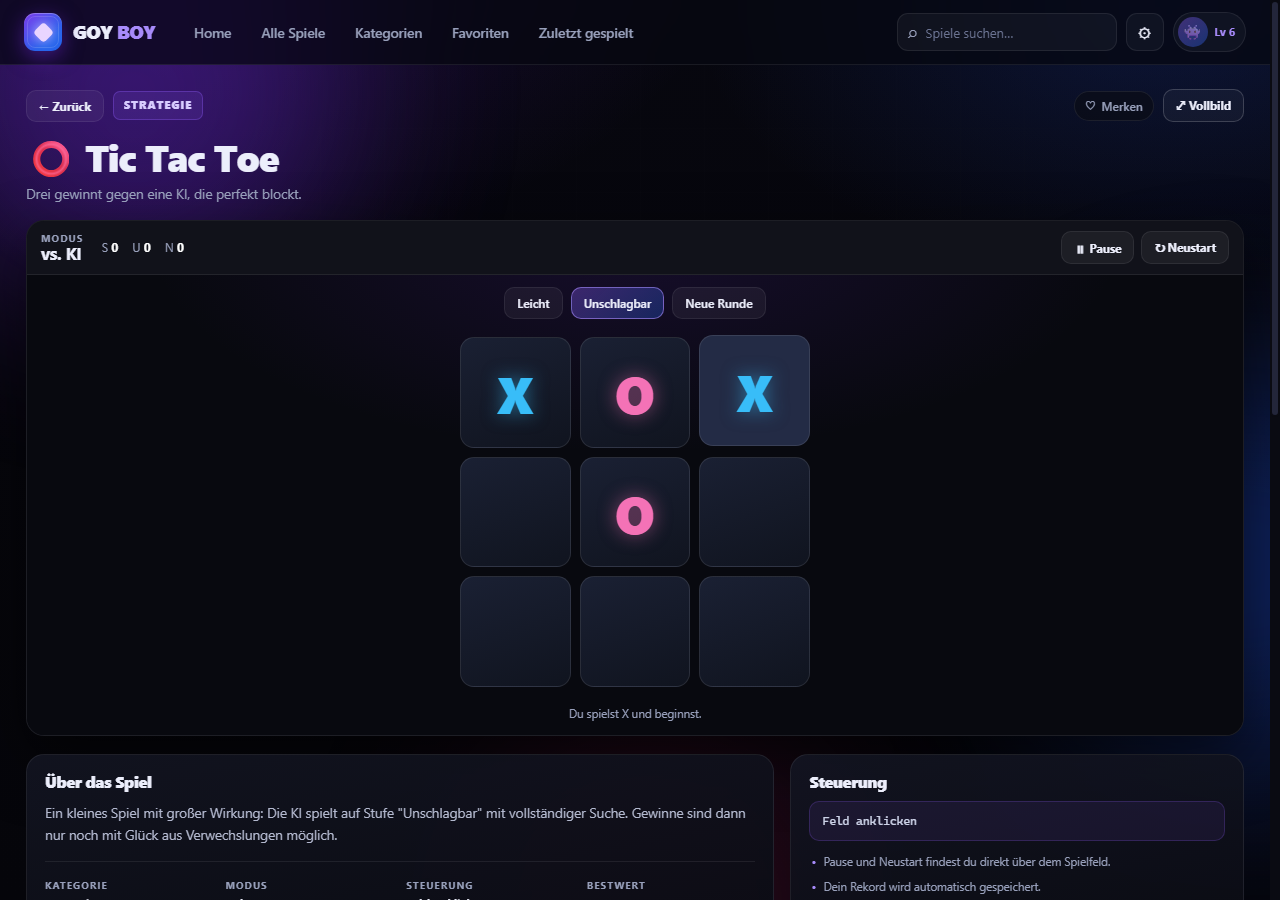 GOY BOY Home Alle Spiele Kategorien Favoriten Zuletzt gespielt Spiele suchen... Lv 6
← Zurück STRATEGIE ♡ Merken ⤢ Vollbild
Tic Tac Toe
Drei gewinnt gegen eine KI, die perfekt blockt.
MODUS
vs. KI S 0 U 0 N 0 ⏸ Pause ↻ Neustart
Leicht Unschlagbar Neue Runde
X O X
O
Du spielst X und beginnst.
Über das Spiel
Ein kleines Spiel mit großer Wirkung: Die KI spielt auf Stufe "Unschlagbar" mit vollständiger Suche. Gewinne sind dann
nur noch mit Glück aus Verwechslungen möglich.
KATEGORIE MODUS STEUERUNG BESTWERT
Steuerung
Feld anklicken
• Pause und Neustart findest du direkt über dem Spielfeld.
• Dein Rekord wird automatisch gespeichert.